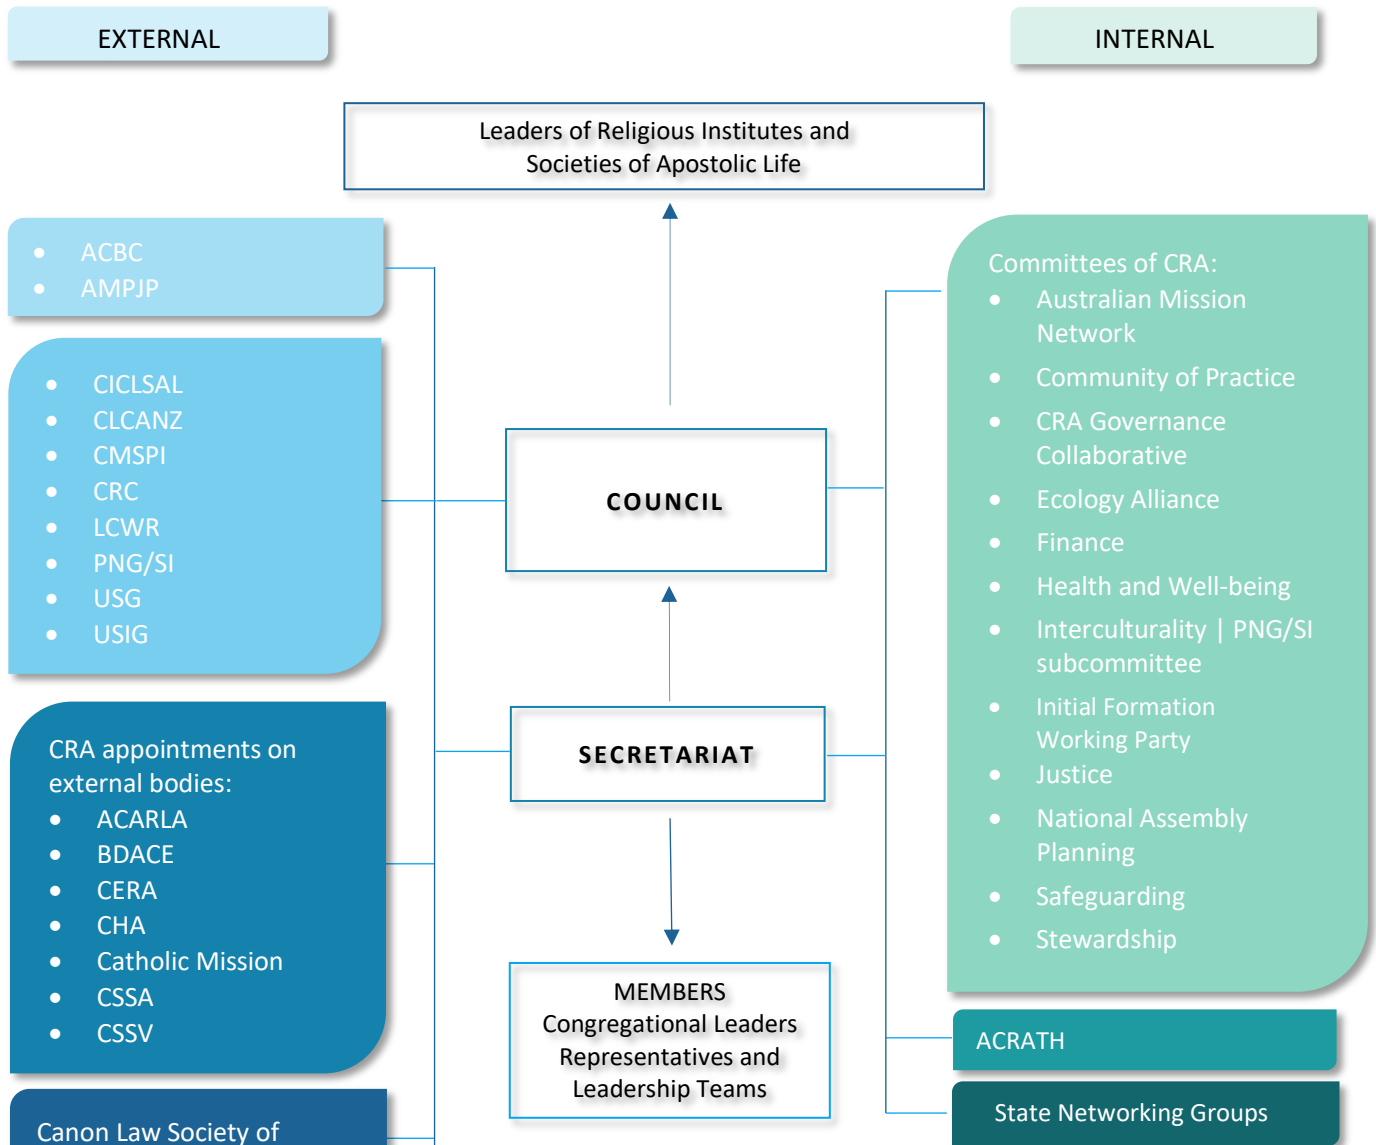 EXTERNAL
INTERNAL
Leaders of Religious Institutes and
Societies of Apostolic Life
• ACBC
• AMPJP
• CICLSAL
• CLCANZ
• CMSPI
• CRC
• LCWR
• PNG/SI
• USG
• USIG
CRA appointments on
external bodies:
• ACARLA
• BDACE
• CERA
• CHA
• Catholic Mission
• CSSA
• CSSV
Canon Law Society of
COUNCIL
SECRETARIAT
MEMBERS
Congregational Leaders
Representatives and
Leadership Teams
Committees of CRA:
• Australian Mission
Network
• Community of Practice
• CRA Governance
Collaborative
• Ecology Alliance
• Finance
• Health and Well-being
• Interculturality | PNG/SI
subcommittee
• Initial Formation
Working Party
• Justice
• National Assembly
Planning
• Safeguarding
• Stewardship
ACRATH
State Networking Groups